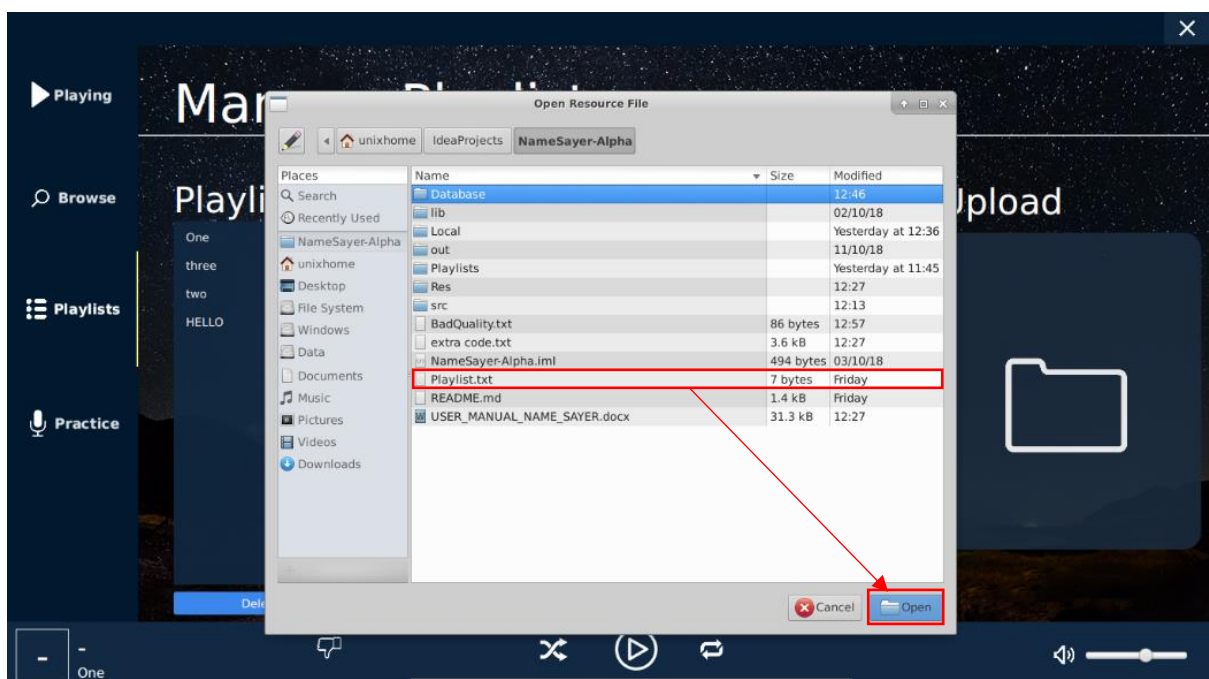 Playing
Browse
Playlists
Practice
Open Resource File
unixhome IdeaProjects NameSayer-Alpha
Places
Search
Recently Used
NameSayer-Alpha
unixhome
Desktop
File System
Windows
Data
Documents
Music
Pictures
Videos
Downloads
Name Size Modified
Database 12:46
lib 02/10/18
Local Yesterday at 12:36
out 11/10/18
Playlists Yesterday at 11:45
Res 12:27
src 12:13
BadQuality.txt 86 bytes 12:57
extra code.txt 3.6 kB 12:27
NameSayer-Alpha.iml 494 bytes 03/10/18
Playlist.txt 7 bytes Friday
README.md 1.4 kB Friday
USER_MANUAL_NAME_SAYER.docx 31.3 kB 12:27
Cancel Open
One
three
two
HELLO
-
-
One